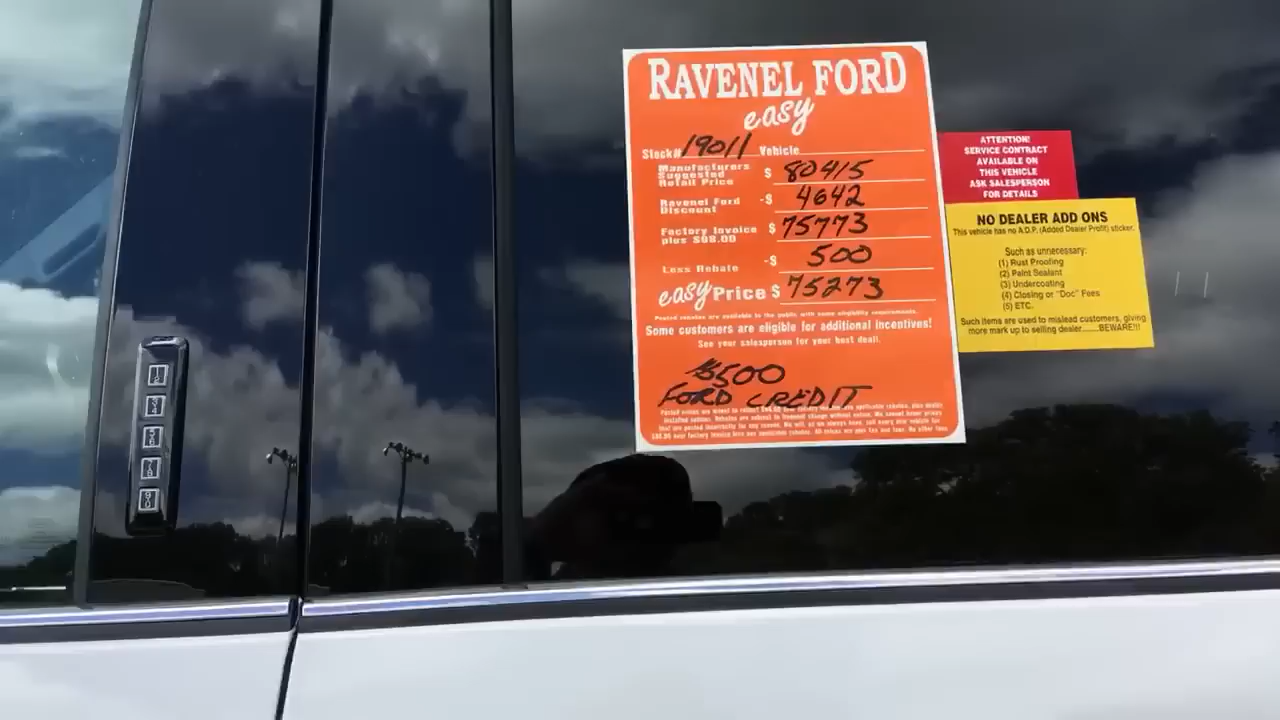 RAVENEL FORD
easy
Stock# 19011 Vehicle
Manufacturers Suggested Retail Price $ 80415
Ravenel Ford Discount -$ 4642
Factory Invoice plus $98.00 $ 75773
Less Rebate -$ 500
easy Price $ 75273
Posted rebates are available to the public with some eligibility requirements.
Some customers are eligible for additional incentives!
See your salesperson for your best deal.
$500
FORD CREDIT
ATTENTION!
SERVICE CONTRACT
AVAILABLE ON
THIS VEHICLE
ASK SALESPERSON
FOR DETAILS
NO DEALER ADD ONS
This vehicle has no A.D.P. (Added Dealer Profit) sticker.
Such as unnecessary:
(1) Rust Proofing
(2) Paint Sealant
(3) Undercoating
(4) Closing or "Doc" Fees
(5) ETC.
Such items are used to mislead customers, giving
more mark up to selling dealer......BEWARE!!!